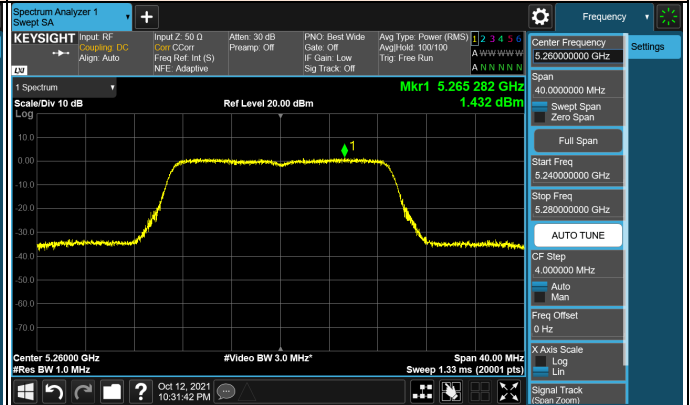 Spectrum Analyzer 1
Swept SA
+
Frequency
KEYSIGHT
Input: RF
Coupling: DC
Align: Auto
Input Z: 50 Ω
Corr CCorr
Freq Ref: Int (S)
NFE: Adaptive
Atten: 30 dB
Preamp: Off
PNO: Best Wide
Gate: Off
IF Gain: Low
Sig Track: Off
Avg Type: Power (RMS)
Avg|Hold: 100/100
Trig: Free Run
1 2 3 4 5 6
A W W W W W
A N N N N N
LXI
1 Spectrum
Scale/Div 10 dB
Ref Level 20.00 dBm
Mkr1 5.265 282 GHz
1.432 dBm
Log
10.0
0.00
-10.0
-20.0
-30.0
-40.0
-50.0
-60.0
-70.0
1
Center 5.26000 GHz
#Res BW 1.0 MHz
#Video BW 3.0 MHz*
Span 40.00 MHz
Sweep 1.33 ms (20001 pts)
Oct 12, 2021
10:31:42 PM
?
Center Frequency
5.260000000 GHz
Span
40.0000000 MHz
Swept Span
Zero Span
Full Span
Start Freq
5.240000000 GHz
Stop Freq
5.280000000 GHz
AUTO TUNE
CF Step
4.000000 MHz
Auto
Man
Freq Offset
0 Hz
X Axis Scale
Log
Lin
Signal Track
(Span Zoom)
Settings